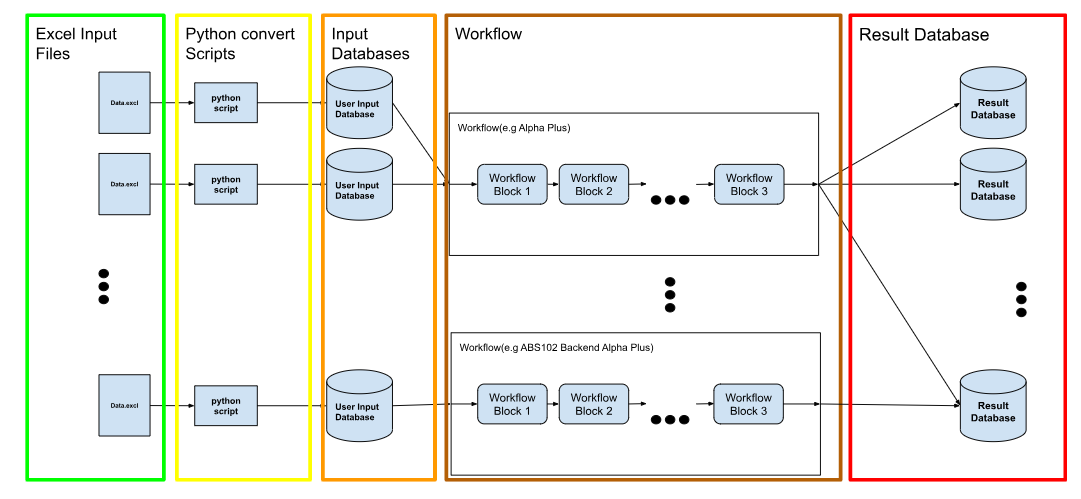 Excel Input
Files
Python convert
Scripts
Input
Databases
Workflow
Result Database
Data.excl
python
script
User Input
Database
Result
Database
Workflow(e.g Alpha Plus)
Data.excl
python
script
User Input
Database
Workflow
Block 1
Workflow
Block 2
Workflow
Block 3
Result
Database
Workflow(e.g ABS102 Backend Alpha Plus)
Data.excl
python
script
User Input
Database
Workflow
Block 1
Workflow
Block 2
Workflow
Block 3
Result
Database